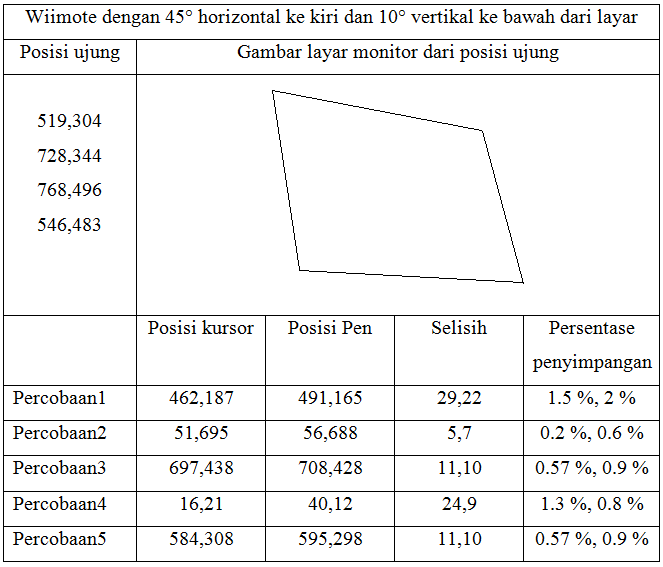 Wiimote dengan 45° horizontal ke kiri dan 10° vertikal ke bawah dari layar
Posisi ujung Gambar layar monitor dari posisi ujung
519,304
728,344
768,496
546,483
Posisi kursor Posisi Pen Selisih Persentase
penyimpangan
Percobaan1 462,187 491,165 29,22 1.5 %, 2 %
Percobaan2 51,695 56,688 5,7 0.2 %, 0.6 %
Percobaan3 697,438 708,428 11,10 0.57 %, 0.9 %
Percobaan4 16,21 40,12 24,9 1.3 %, 0.8 %
Percobaan5 584,308 595,298 11,10 0.57 %, 0.9 %